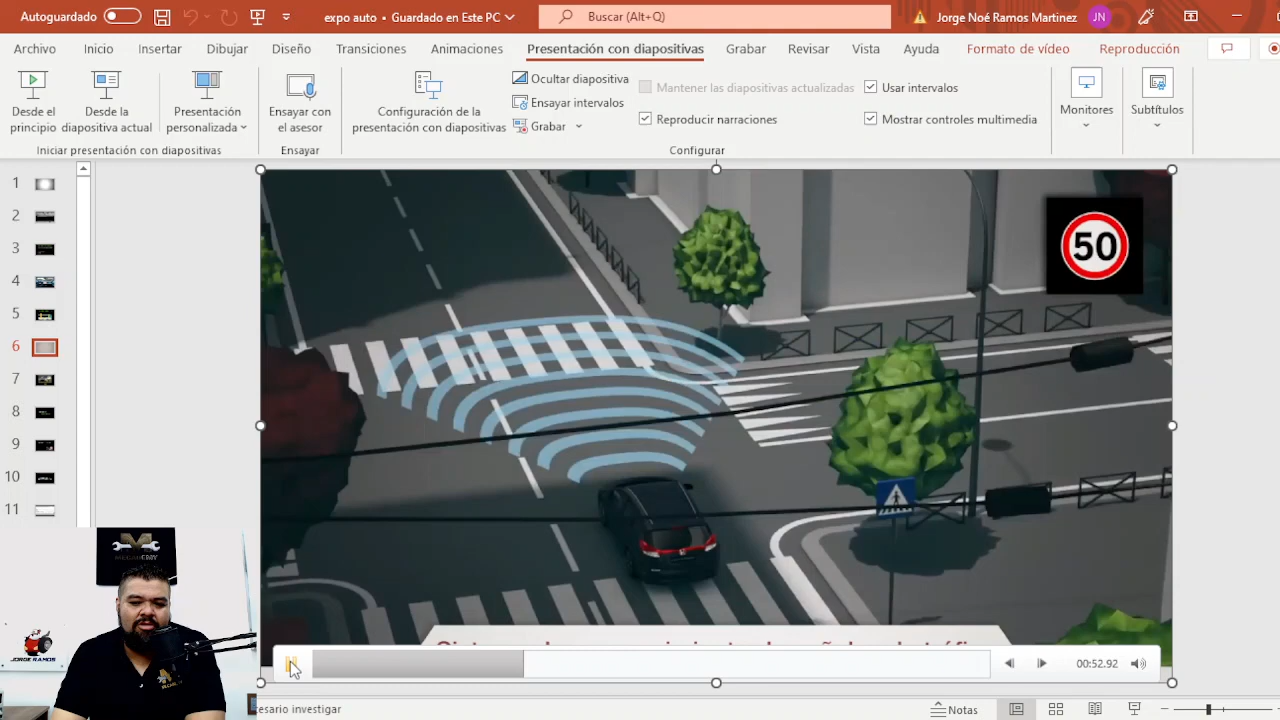 Autoguardado
expo auto • Guardado en Este PC
Buscar (Alt+Q)
Jorge Noé Ramos Martinez
JN
Archivo
Inicio
Insertar
Dibujar
Diseño
Transiciones
Animaciones
Presentación con diapositivas
Grabar
Revisar
Vista
Ayuda
Formato de vídeo
Reproducción
Desde el
principio
Desde la
diapositiva actual
Presentación
personalizada
Ensayar con
el asesor
Configuración de la
presentación con diapositivas
Ocultar diapositiva
Ensayar intervalos
Grabar
Mantener las diapositivas actualizadas
Reproducir narraciones
Usar intervalos
Mostrar controles multimedia
Monitores
Subtítulos
Iniciar presentación con diapositivas
Ensayar
Configurar
1
2
3
4
5
6
7
8
9
10
11
50
00:52.92
JORGE RAMOS
cesario investigar
Notas